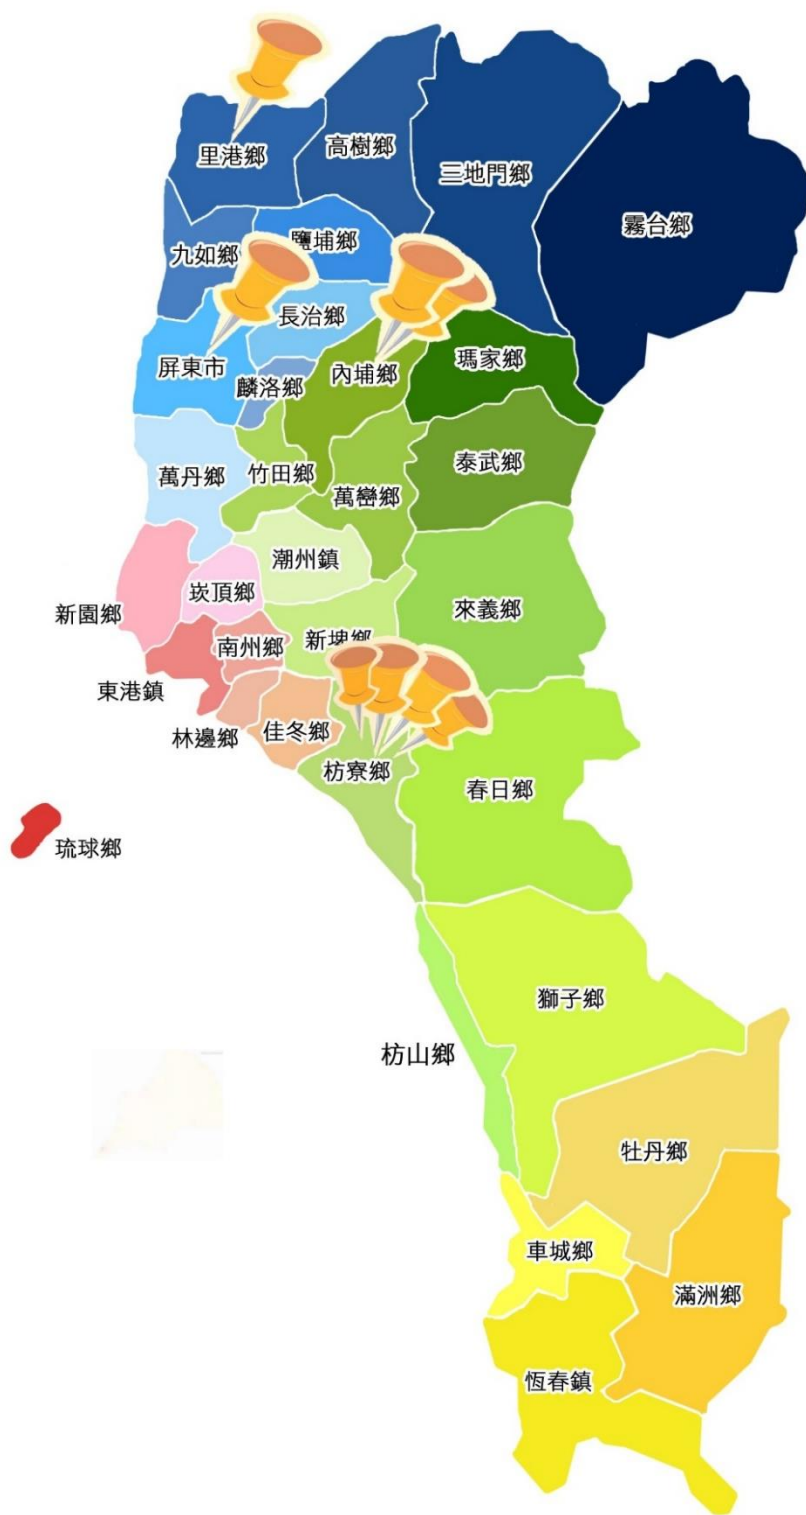 里港鄉
高樹鄉
三地門鄉
霧台鄉
九如鄉
鹽埔鄉
長治鄉
屏東市
麟洛鄉
內埔鄉
瑪家鄉
萬丹鄉
竹田鄉
萬巒鄉
泰武鄉
潮州鎮
崁頂鄉
新園鄉
來義鄉
南州鄉
新埤鄉
東港鎮
林邊鄉
佳冬鄉
枋寮鄉
春日鄉
琉球鄉
獅子鄉
枋山鄉
牡丹鄉
車城鄉
滿洲鄉
恆春鎮